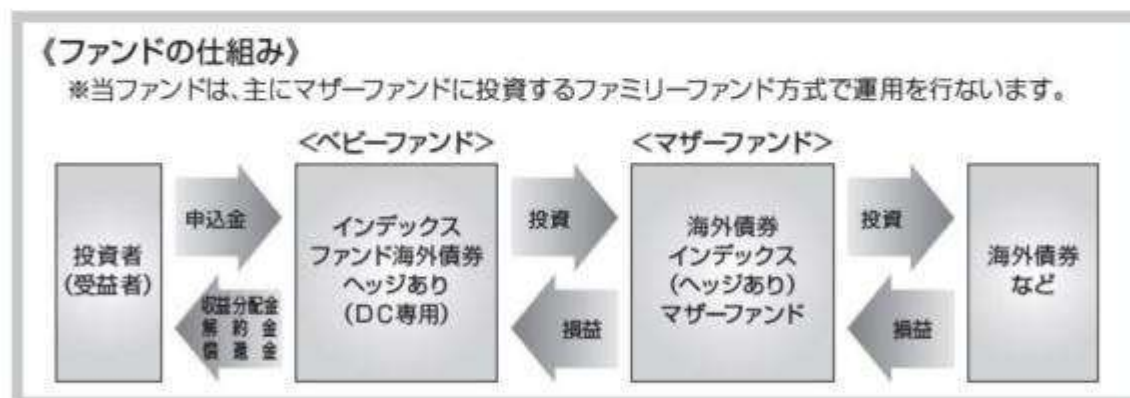 《ファンドの仕組み》
※当ファンドは、主にマザーファンドに投資するファミリーファンド方式で運用を行ないます。
<ベビーファンド>
<マザーファンド>
投資者
(受益者)
申込金
収益分配金
解約金
償還金
インデックス
ファンド海外債券
ヘッジあり
(DC専用)
投資
損益
海外債券
インデックス
(ヘッジあり)
マザーファンド
投資
損益
海外債券
など